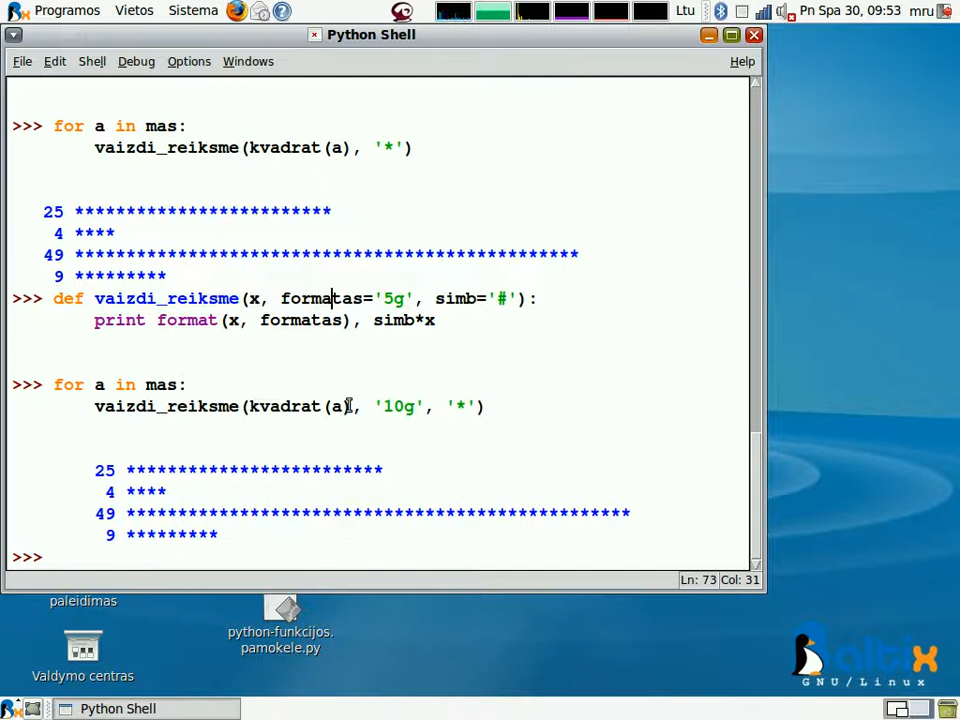 Programos Vietos Sistema Ltu Pn Spa 30, 09:53 mru
Python Shell
File Edit Shell Debug Options Windows Help
>>> for a in mas:
        vaizdi_reiksme(kvadrat(a), '*')
   25 *************************
    4 ****
   49 *************************************************
    9 *********
>>> def vaizdi_reiksme(x, formatas='5g', simb='#'):
        print format(x, formatas), simb*x
>>> for a in mas:
        vaizdi_reiksme(kvadrat(a), '10g', '*')
        25 *************************
         4 ****
        49 *************************************************
         9 *********
>>>
Ln: 73 Col: 31
paleidimas
python-funkcijos.
pamokele.py
Valdymo centras
Baltix
GNU/Linux
Python Shell